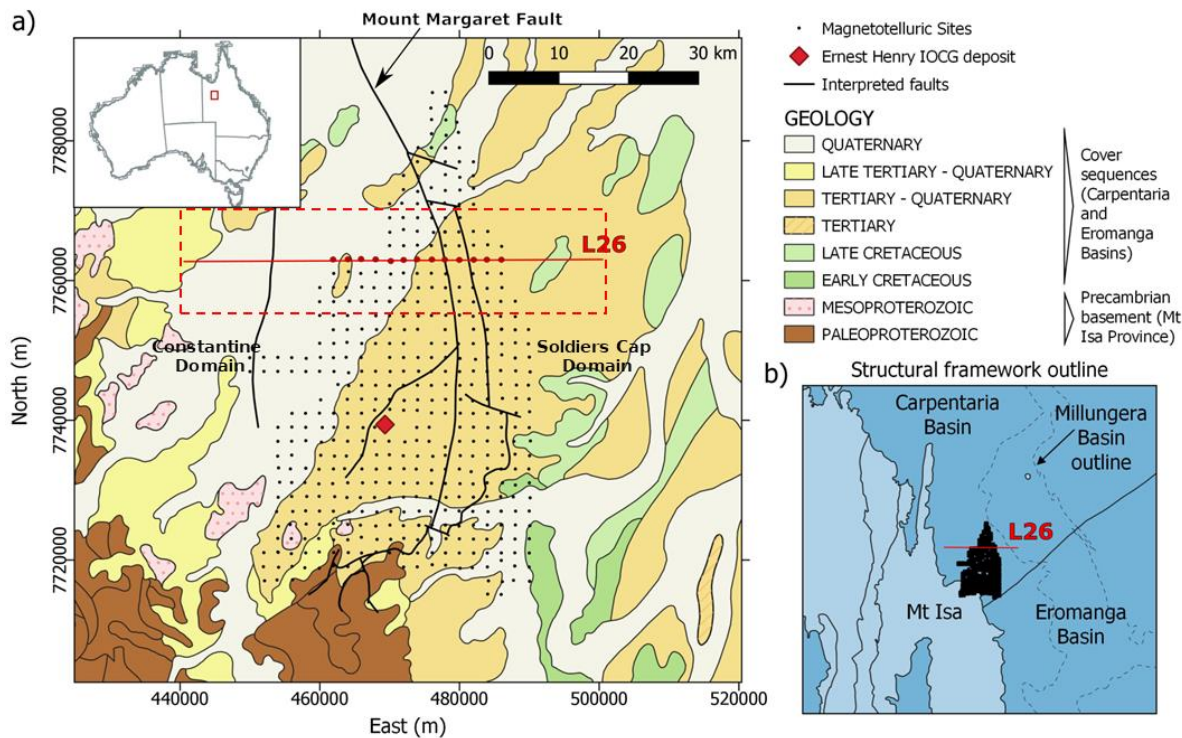 a)
Mount Margaret Fault
0 10 20 30 km
Magnetotelluric Sites
Ernest Henry IOCG deposit
Interpreted faults
GEOLOGY
QUATERNARY
LATE TERTIARY - QUATERNARY
TERTIARY - QUATERNARY
TERTIARY
LATE CRETACEOUS
EARLY CRETACEOUS
MESOPROTEROZOIC
PALEOPROTEROZOIC
Cover
sequences
(Carpentaria
and
Eromanga
Basins)
Precambrian
basement (Mt
Isa Province)
7780000
7760000
7740000
7720000
North (m)
L26
Constantine
Domain
Soldiers Cap
Domain
440000 460000 480000 500000 520000
East (m)
b)
Structural framework outline
Carpentaria
Basin
Millungera
Basin
outline
L26
Mt Isa
Eromanga
Basin